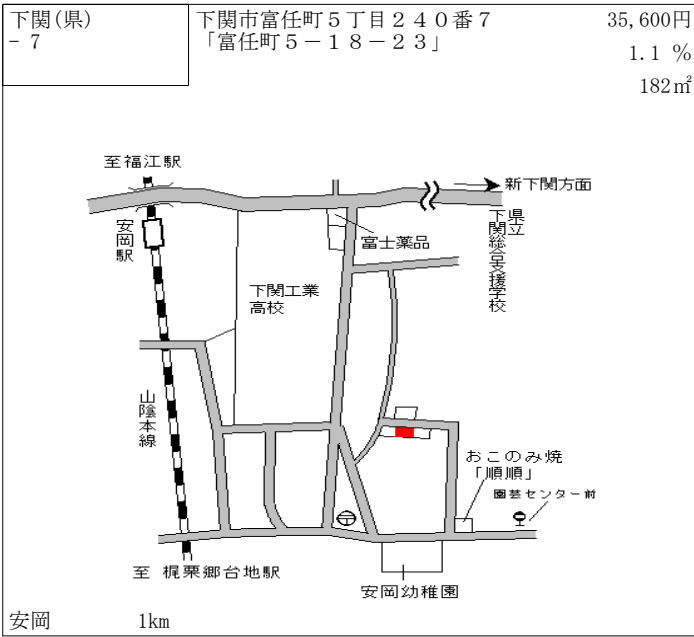 下関(県)
- 7
下関市富任町５丁目２４０番７
「富任町５－１８－２３」
35,600円
1.1 %
182㎡
至福江駅
新下関方面
安岡駅
富士薬品
県立
下関総合支援学校
下関工業
高校
山陰本線
おこのみ焼
「順順」
園芸センター前
至 梶栗郷台地駅
安岡幼稚園
安岡
1km